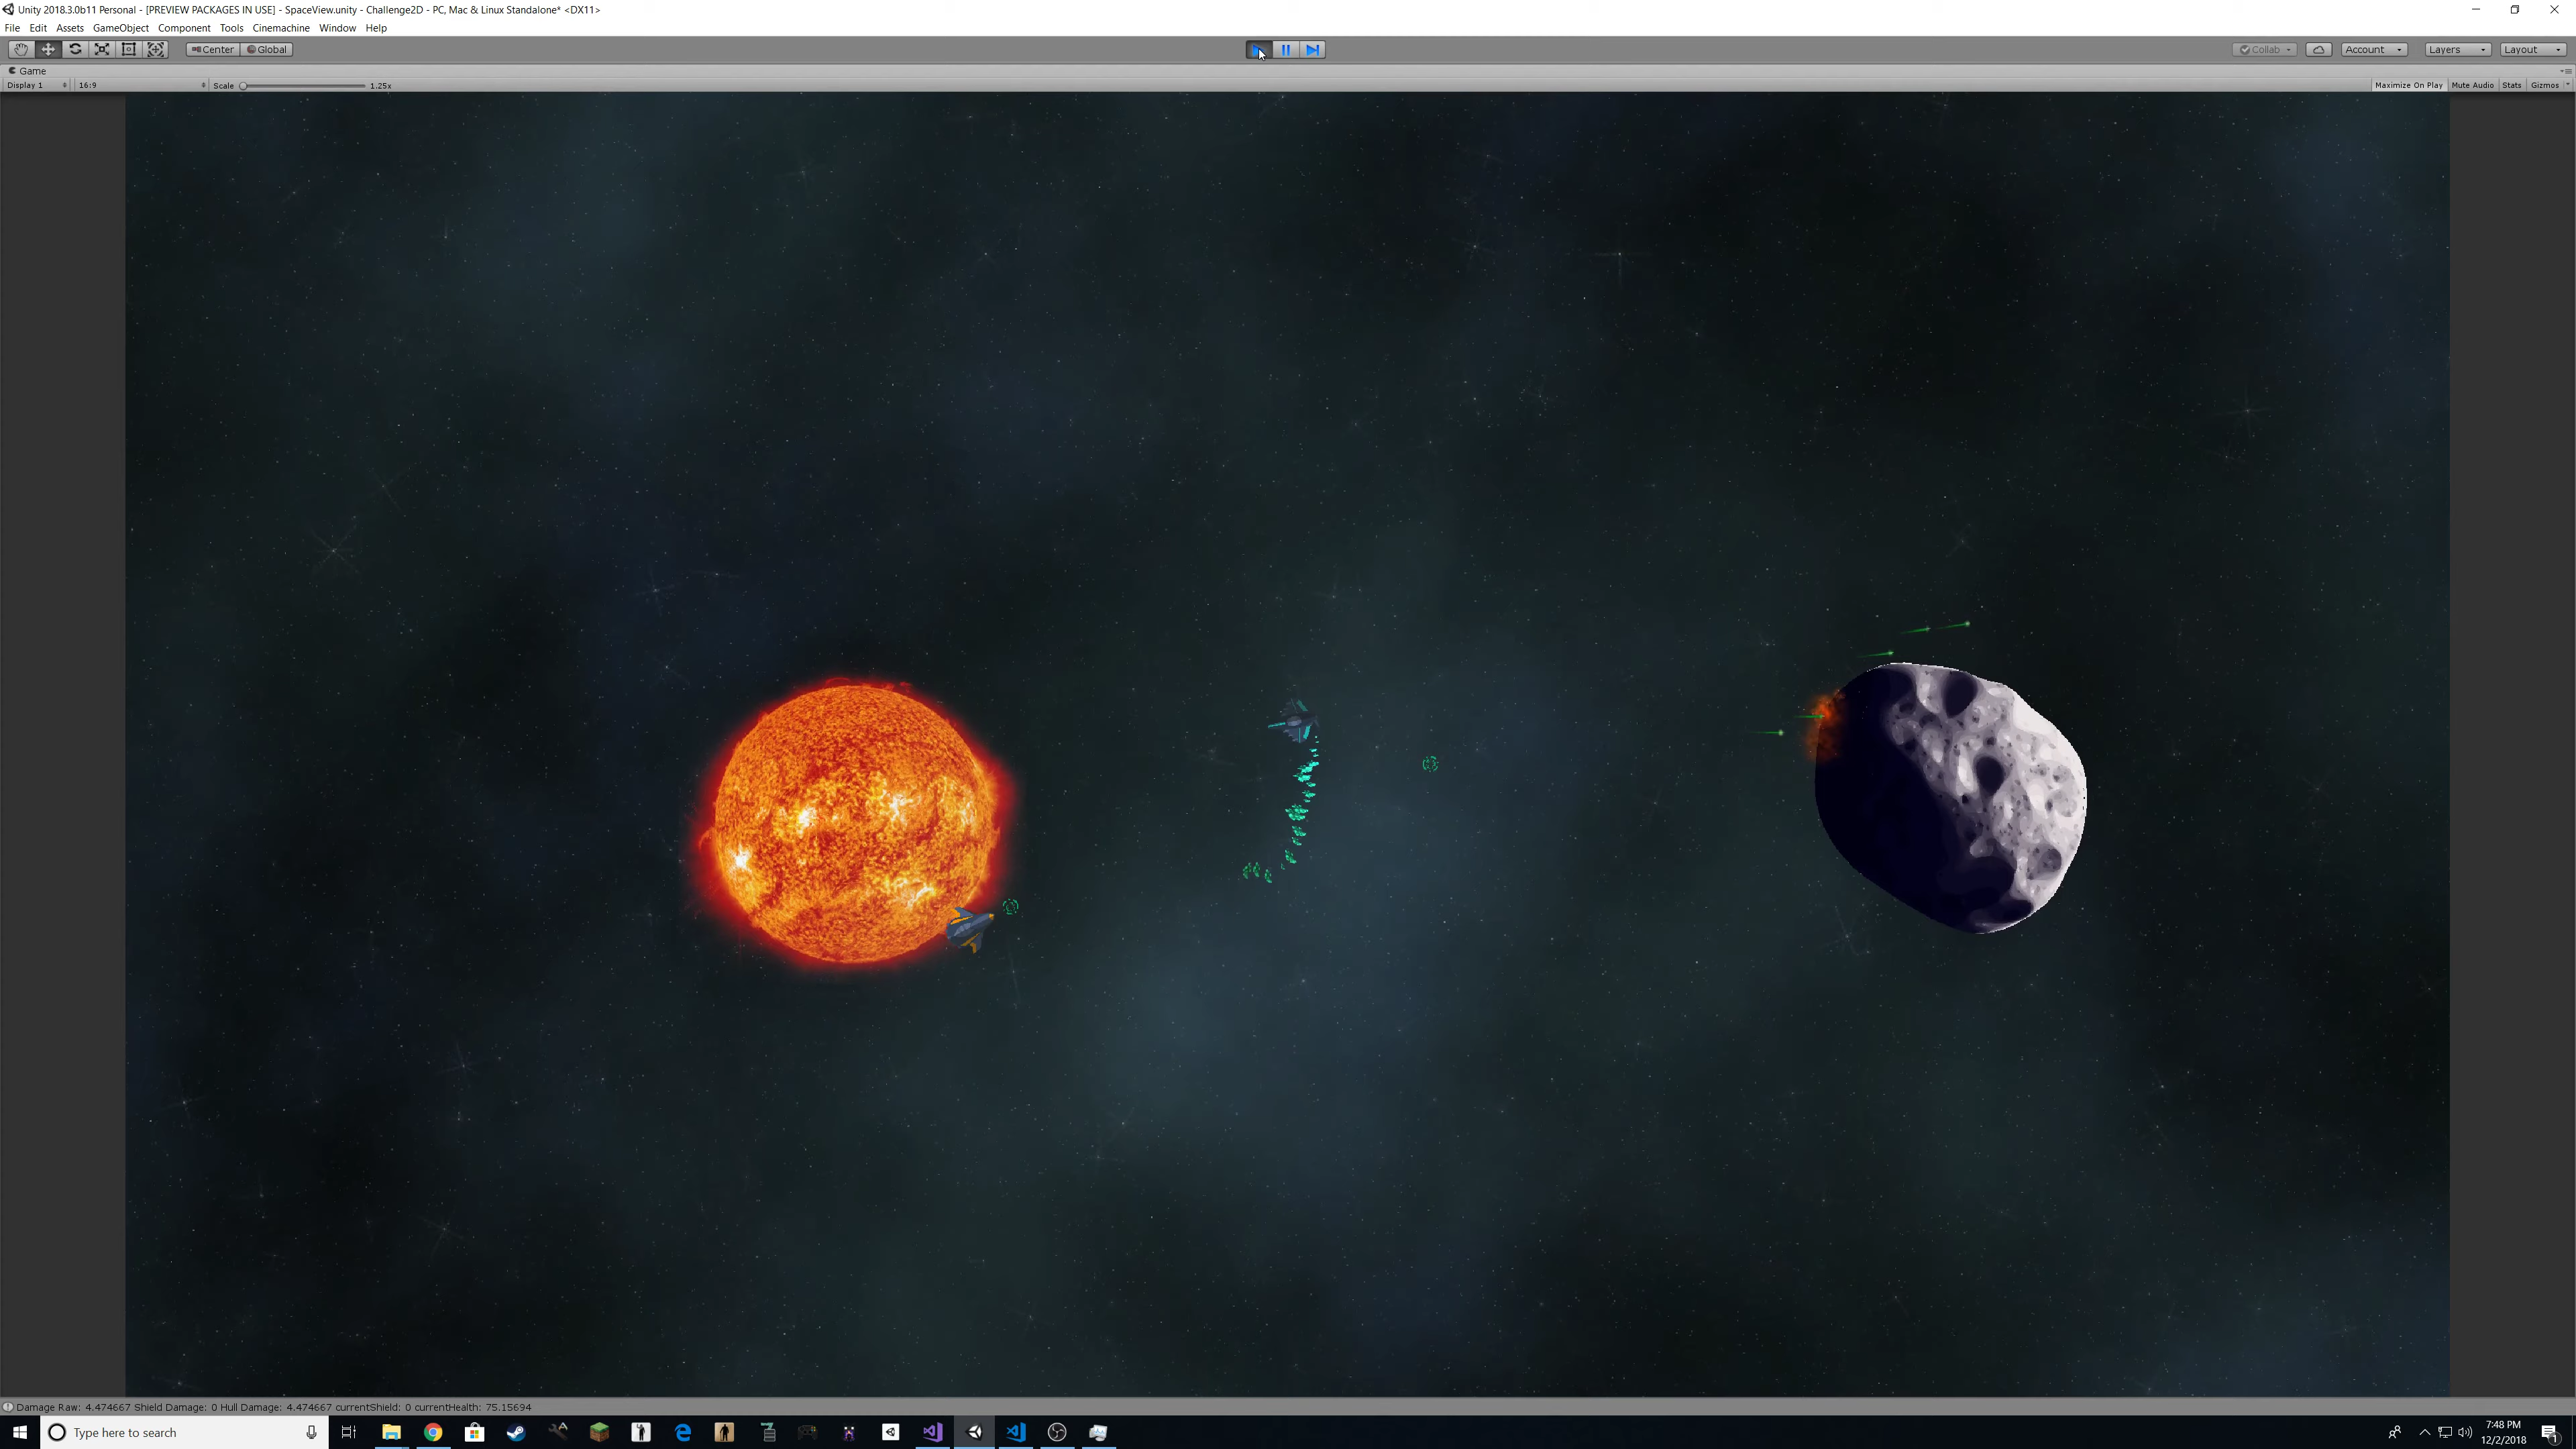 Unity 2018.3.0b11 Personal - [PREVIEW PACKAGES IN USE] - SpaceView.unity - Challenge2D - PC, Mac & Linux Standalone* <DX11>
File Edit Assets GameObject Component Tools Cinemachine Window Help
Center Global Collab Account Layers Layout
Game
Display 1 16:9 Scale 1.25x Maximize On Play Mute Audio Stats Gizmos
Damage Raw: 4.474667 Shield Damage: 0 Hull Damage: 4.474667 currentShield: 0 currentHealth: 75.15694
Type here to search
7:48 PM
12/2/2018
1